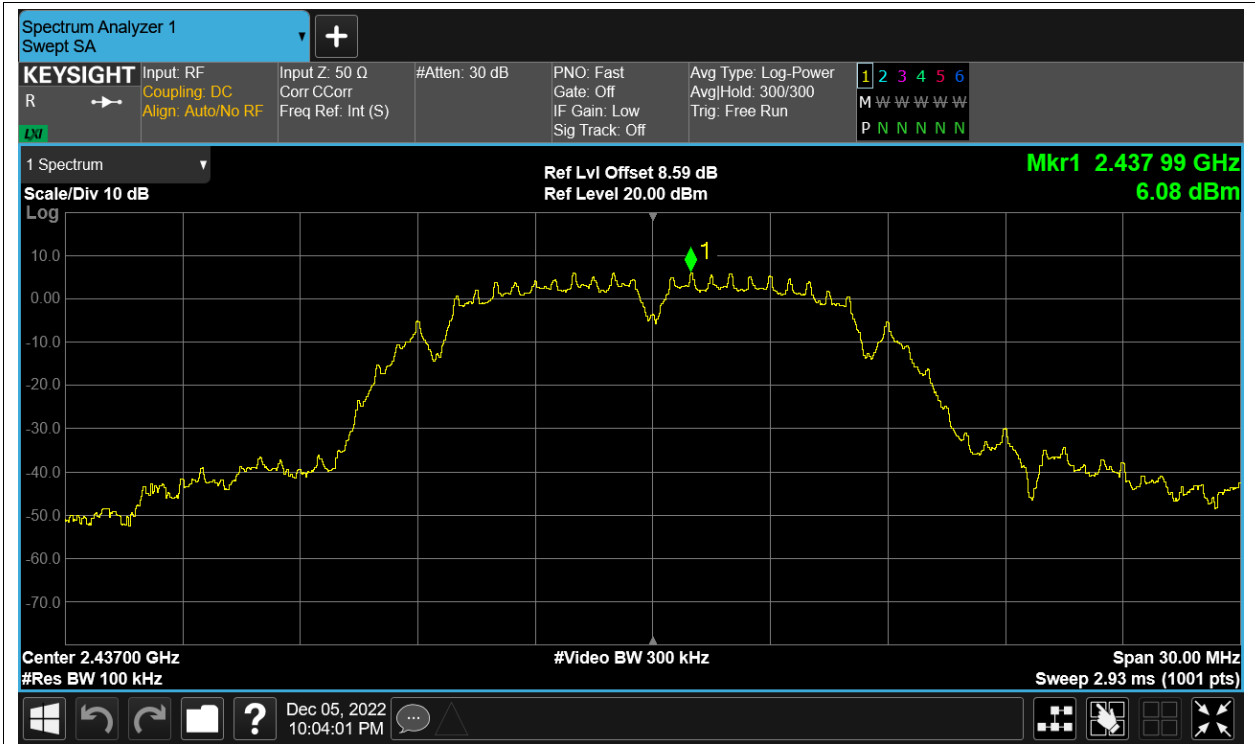 Spectrum Analyzer 1
Swept SA
KEYSIGHT
R
LXI
Input: RF
Coupling: DC
Align: Auto/No RF
Input Z: 50 Ω
Corr CCorr
Freq Ref: Int (S)
#Atten: 30 dB
PNO: Fast
Gate: Off
IF Gain: Low
Sig Track: Off
Avg Type: Log-Power
Avg|Hold: 300/300
Trig: Free Run
1 2 3 4 5 6
M W W W W W
P N N N N N
1 Spectrum
Scale/Div 10 dB
Log
Ref Lvl Offset 8.59 dB
Ref Level 20.00 dBm
Mkr1 2.437 99 GHz
6.08 dBm
1
10.0
0.00
-10.0
-20.0
-30.0
-40.0
-50.0
-60.0
-70.0
Center 2.43700 GHz
#Video BW 300 kHz
Span 30.00 MHz
#Res BW 100 kHz
Sweep 2.93 ms (1001 pts)
?
Dec 05, 2022
10:04:01 PM